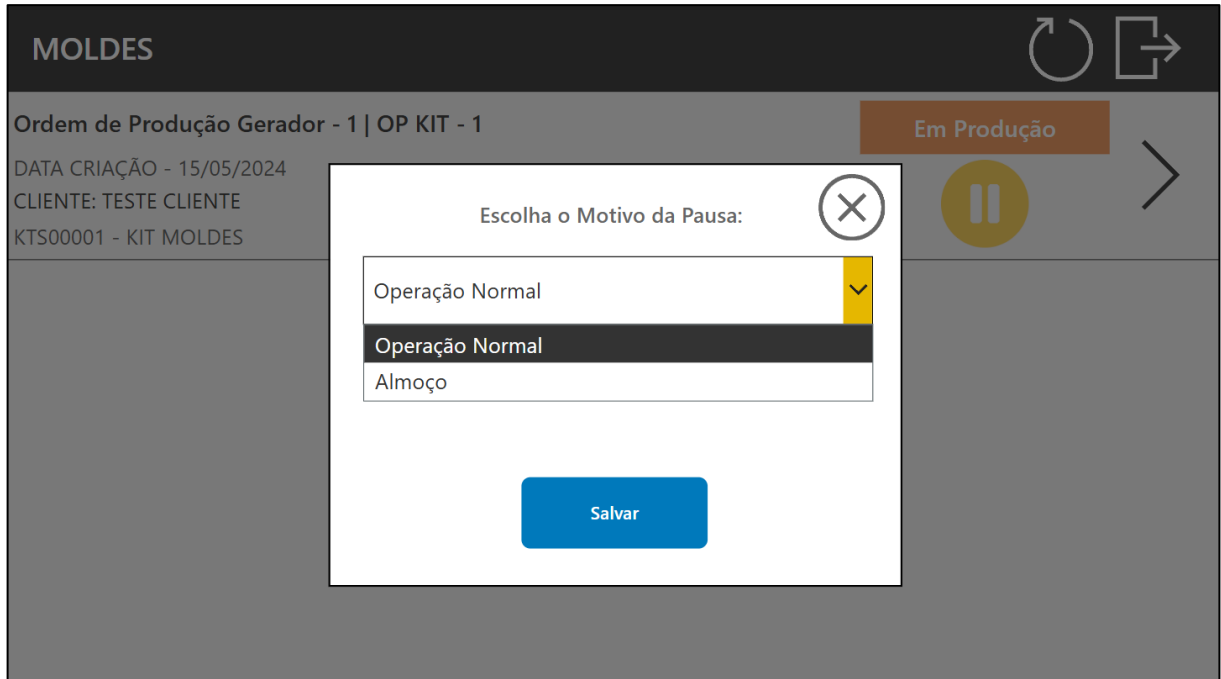 MOLDES
Ordem de Produção Gerador - 1 | OP KIT - 1
Em Produção
DATA CRIAÇÃO - 15/05/2024
CLIENTE: TESTE CLIENTE
KTS00001 - KIT MOLDES
Escolha o Motivo da Pausa:
Operação Normal
Operação Normal
Almoço
Salvar